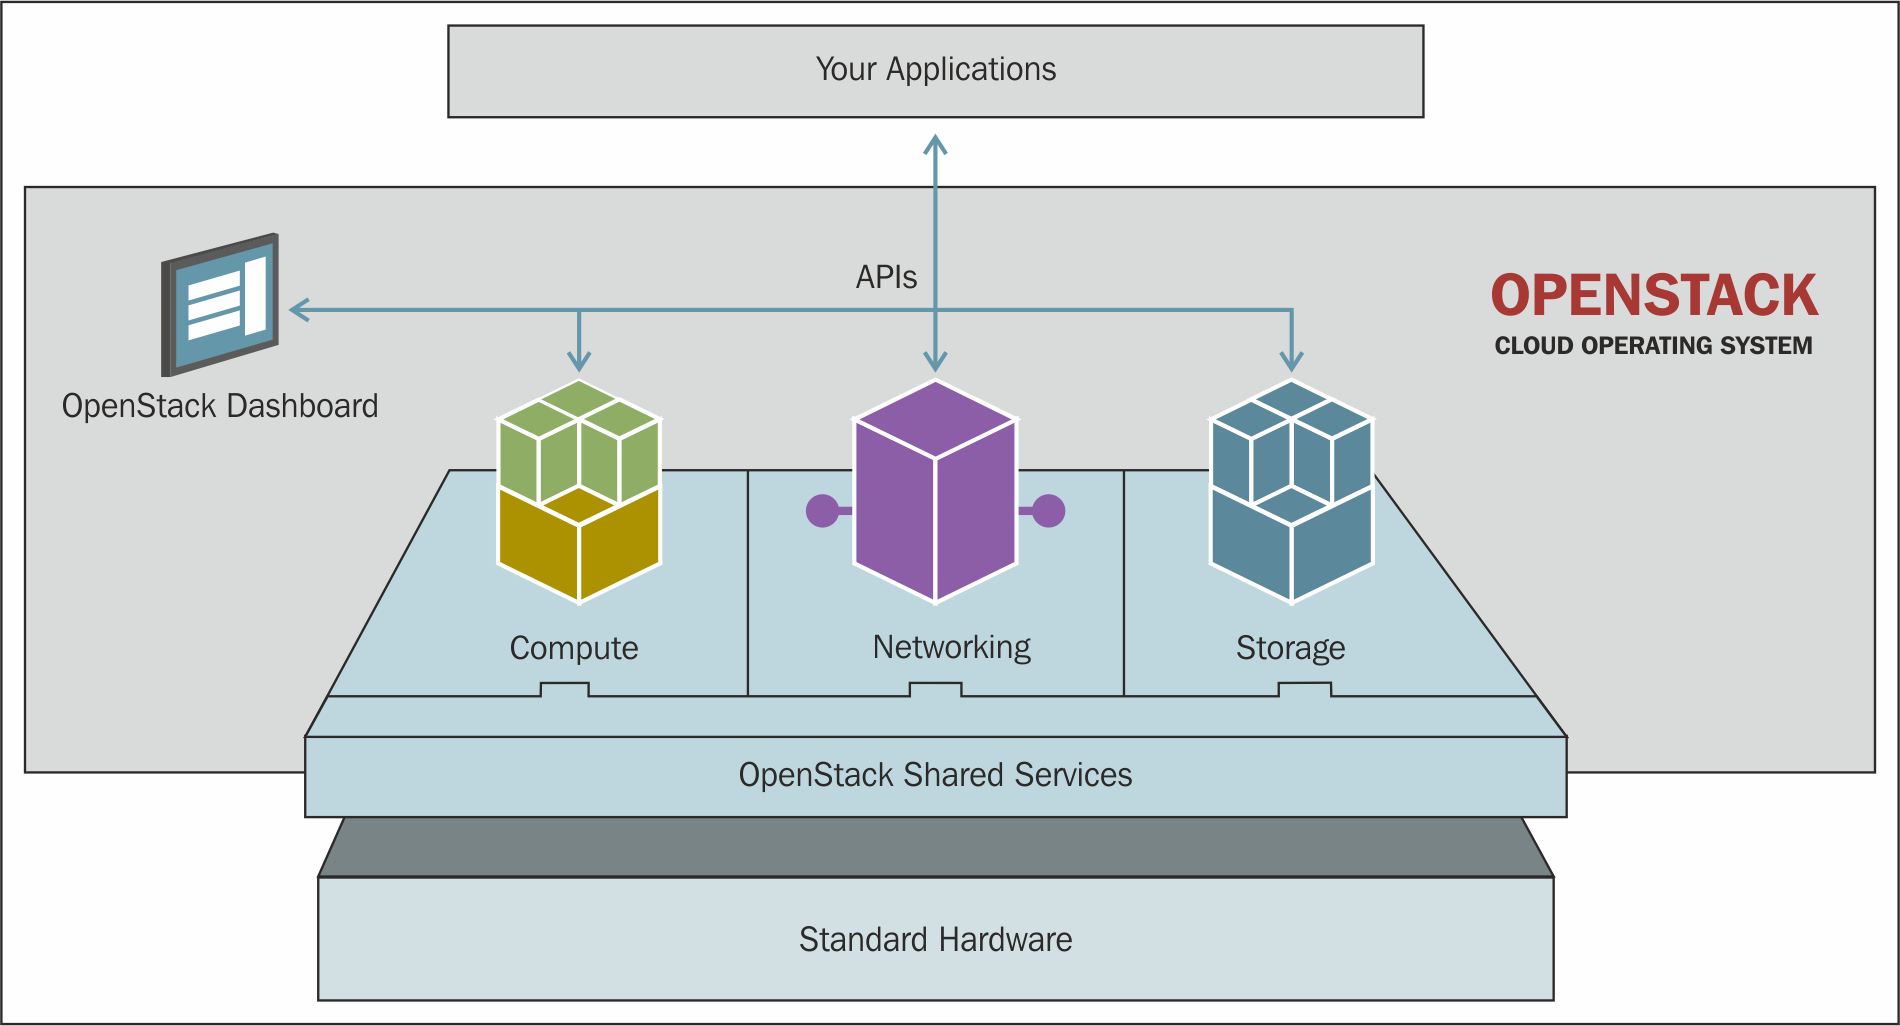 Your Applications
APIs
OPENSTACK
CLOUD OPERATING SYSTEM
OpenStack Dashboard
Compute
Networking
Storage
OpenStack Shared Services
Standard Hardware